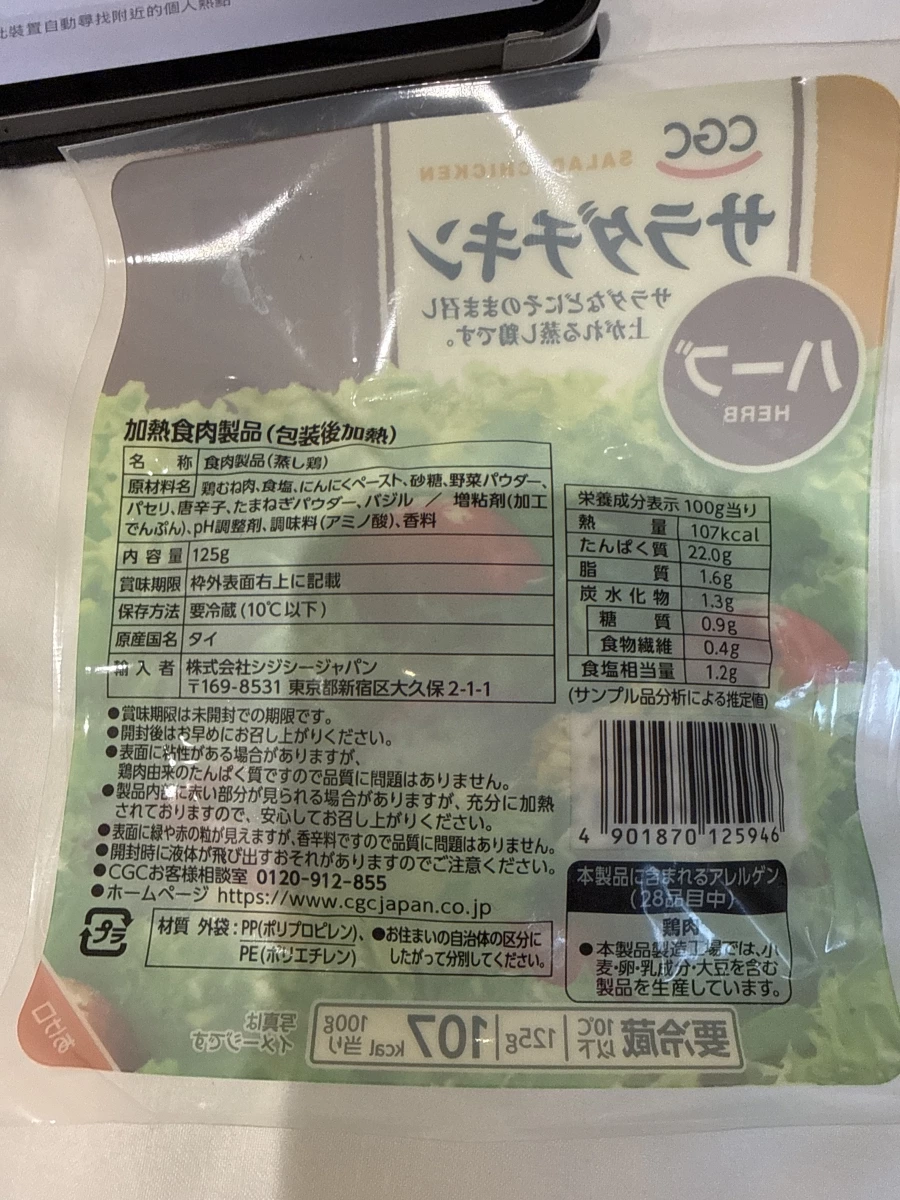 此裝置自動尋找附近的個人熱點
CGC
SALAD CHICKEN
サラダチキン
サラダなどにそのまま召し
上がれる蒸し鶏です。
ハーブ
HERB
加熱食肉製品(包装後加熱)
名称 食肉製品(蒸し鶏)
原材料名 鶏むね肉、食塩、にんにくペースト、砂糖、野菜パウダー、
パセリ、唐辛子、たまねぎパウダー、バジル / 増粘剤(加工
でんぷん)、pH調整剤、調味料(アミノ酸)、香料
内容量 125g
賞味期限 枠外表面右上に記載
保存方法 要冷蔵(10℃以下)
原産国名 タイ
輸入者 株式会社シジシージャパン
〒169-8531 東京都新宿区大久保2-1-1
栄養成分表示 100g当り
熱量 107kcal
たんぱく質 22.0g
脂質 1.6g
炭水化物 1.3g
糖質 0.9g
食物繊維 0.4g
食塩相当量 1.2g
(サンプル品分析による推定値)
●賞味期限は未開封での期限です。
●開封後はお早めにお召し上がりください。
●表面に粘性がある場合がありますが、
鶏肉由来のたんぱく質ですので品質に問題はありません。
●製品内部に赤い部分が見られる場合がありますが、充分に加熱
されておりますので、安心してお召し上がりください。
●表面に緑や赤の粒が見えますが、香辛料ですので品質に問題はありません。
●開封時に液体が飛び出すおそれがありますのでご注意ください。
●CGCお客様相談室 0120-912-855
●ホームページ https://www.cgcjapan.co.jp
4 901870 125946
本製品に含まれるアレルゲン
(28品目中)
鶏肉
●本製品製造工場では、小
麦・卵・乳成分・大豆を含む
製品を生産しています。
プラ
材質 外袋:PP(ポリプロピレン)、
PE(ポリエチレン)
●お住まいの自治体の区分に
したがって分別してください。
あけ口
要冷蔵 10℃以下 125g 100g当り 107kcal
写真は
イメージです